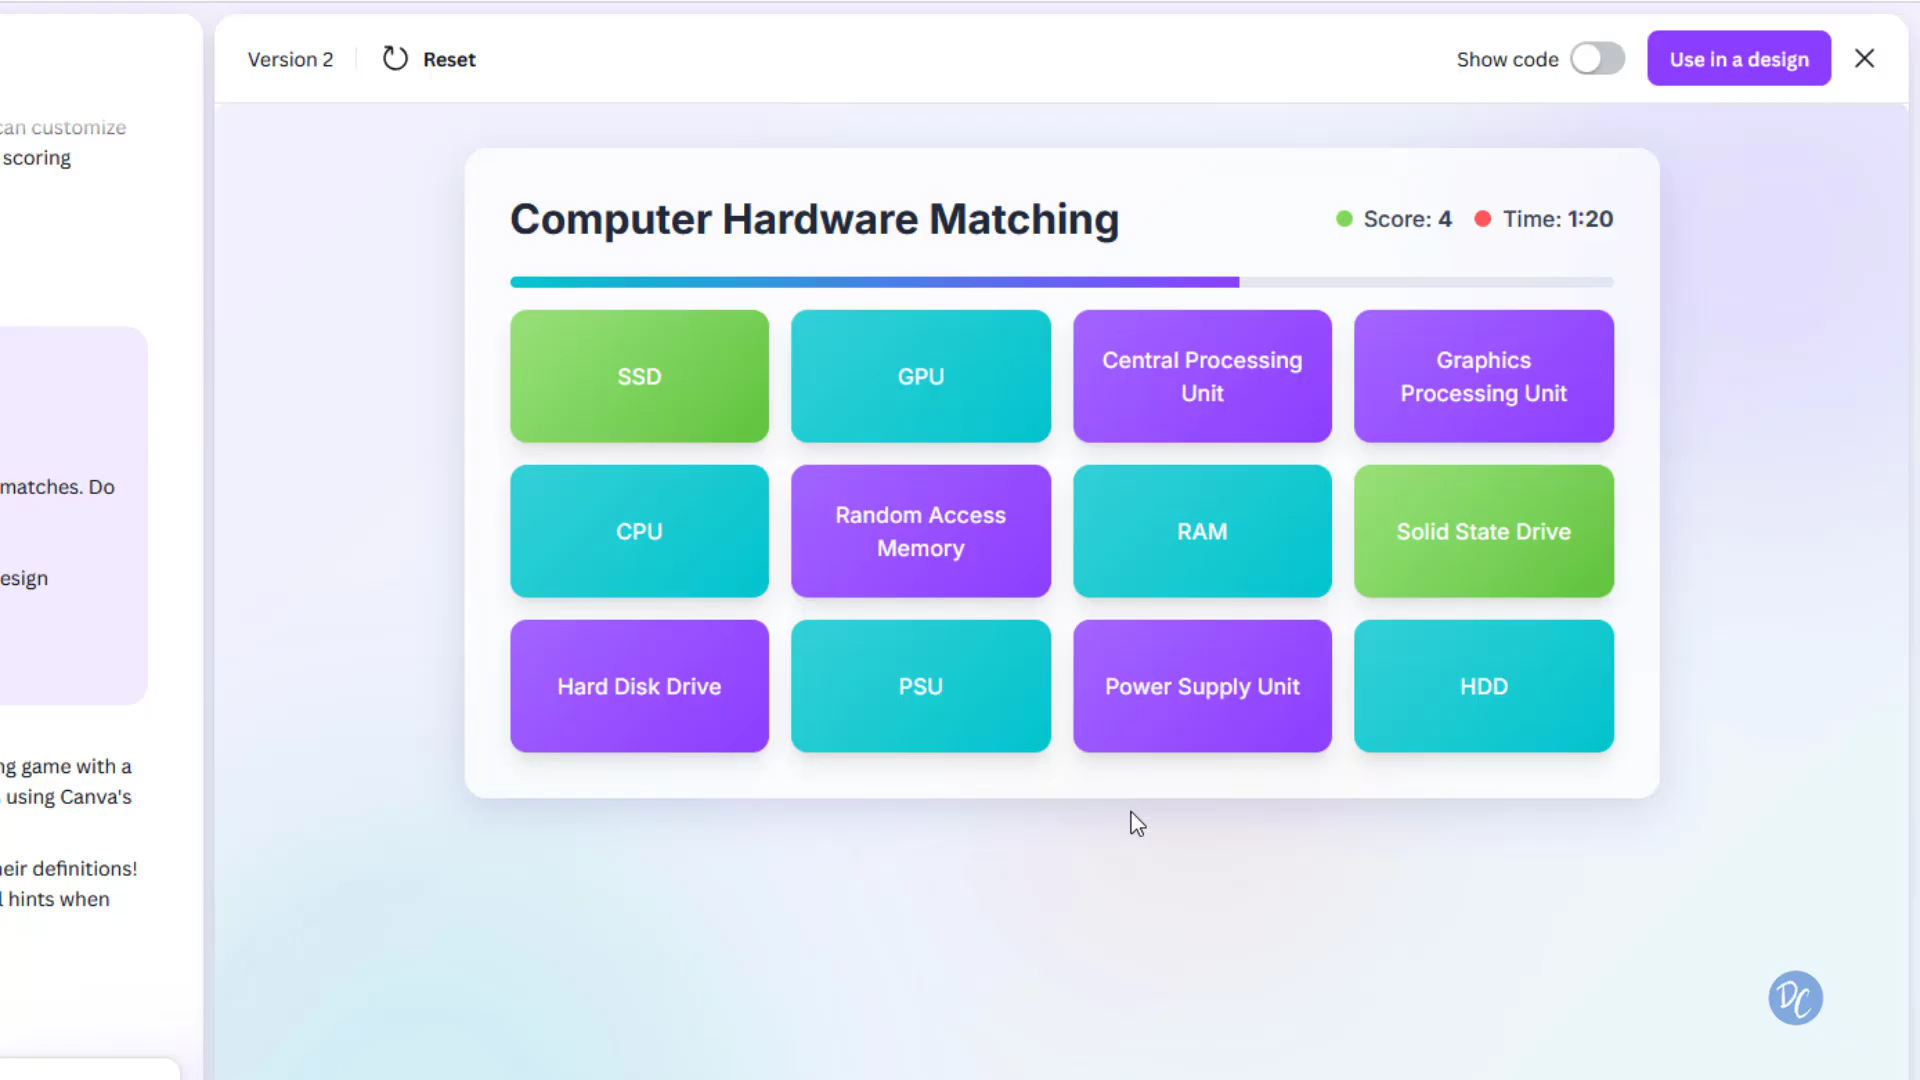 can customize
scoring
matches. Do
esign
ng game with a
using Canva's
eir definitions!
hints when
Version 2
Reset
Show code
Use in a design
Computer Hardware Matching
Score: 4
Time: 1:20
SSD
GPU
Central Processing
Unit
Graphics
Processing Unit
CPU
Random Access
Memory
RAM
Solid State Drive
Hard Disk Drive
PSU
Power Supply Unit
HDD
DC